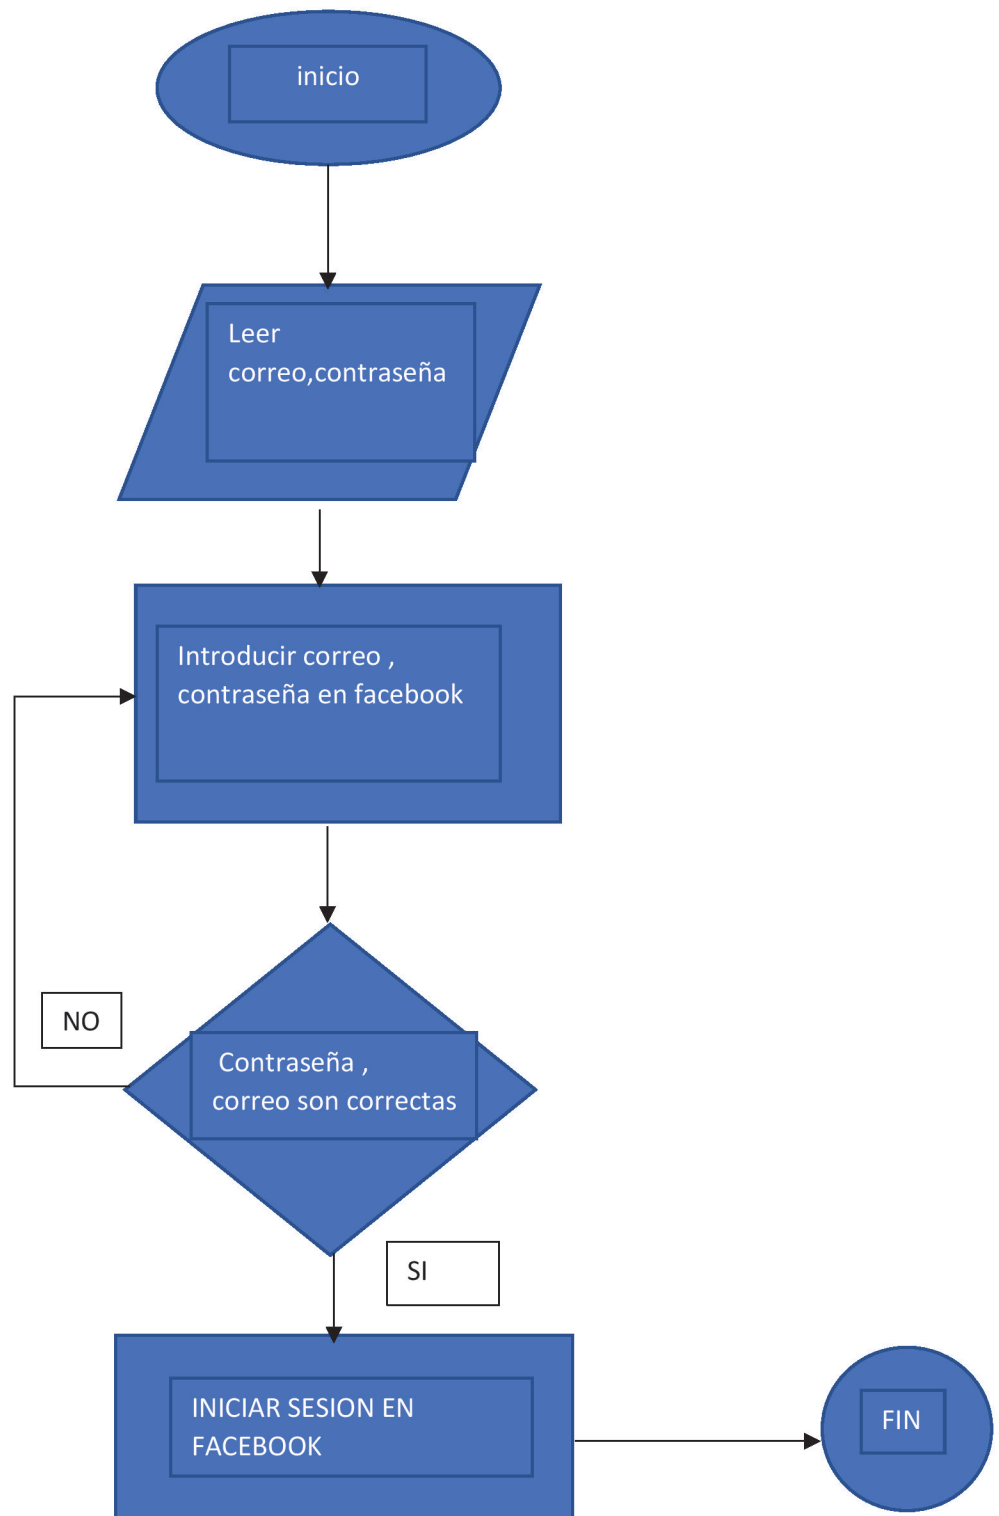 inicio
Leer
correo,contraseña
Introducir correo ,
contraseña en facebook
NO
Contraseña ,
correo son correctas
SI
INICIAR SESION EN
FACEBOOK
FIN